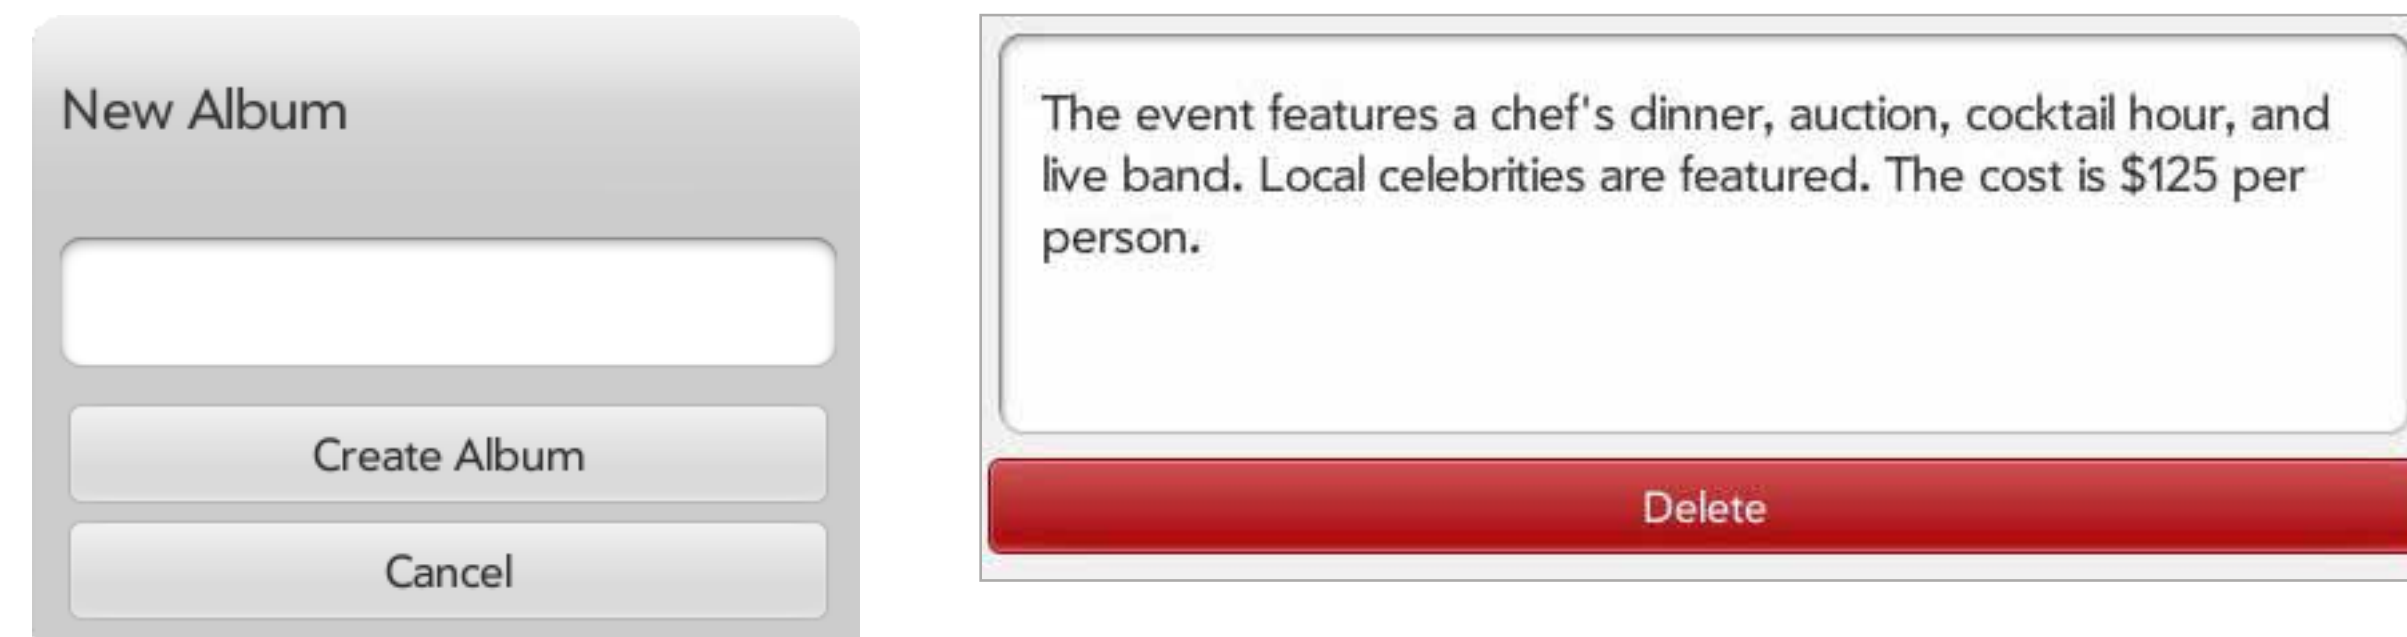 New Album
Create Album
Cancel
The event features a chef's dinner, auction, cocktail hour, and
live band. Local celebrities are featured. The cost is $125 per
person.
Delete